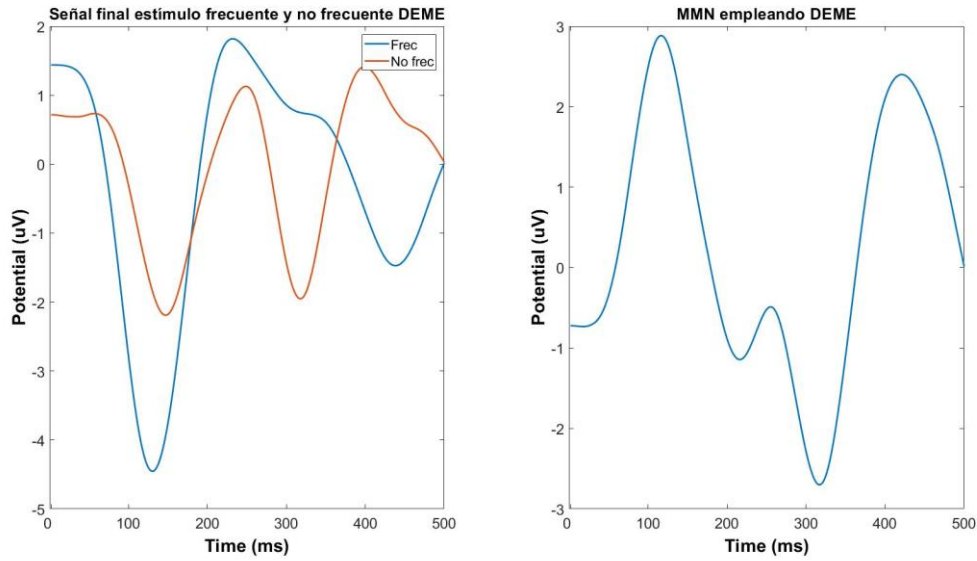 Señal final estímulo frecuente y no frecuente DEME
Frec
No frec
2
1
0
-1
-2
-3
-4
-5
Potential (uV)
0 100 200 300 400 500
Time (ms)
MMN empleando DEME
3
2
1
0
-1
-2
-3
Potential (uV)
0 100 200 300 400 500
Time (ms)